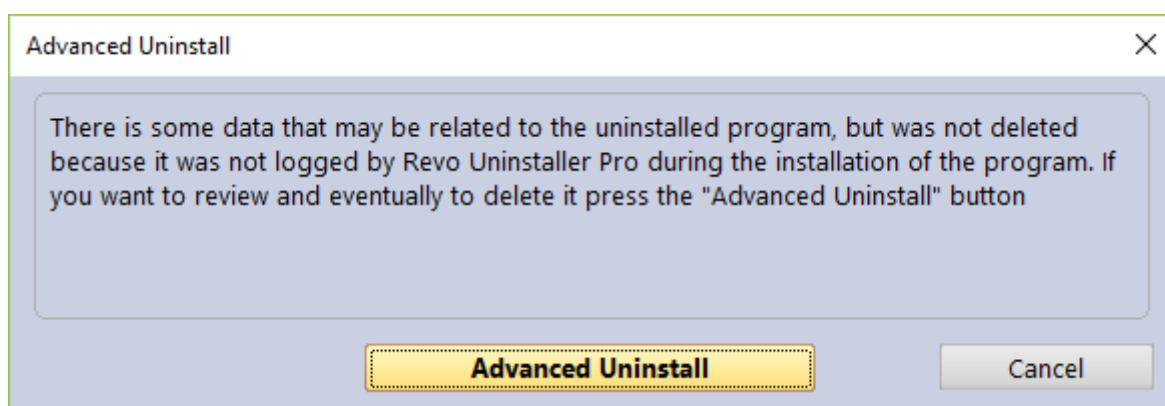 Advanced Uninstall
There is some data that may be related to the uninstalled program, but was not deleted
because it was not logged by Revo Uninstaller Pro during the installation of the program. If
you want to review and eventually to delete it press the "Advanced Uninstall" button
Advanced Uninstall
Cancel